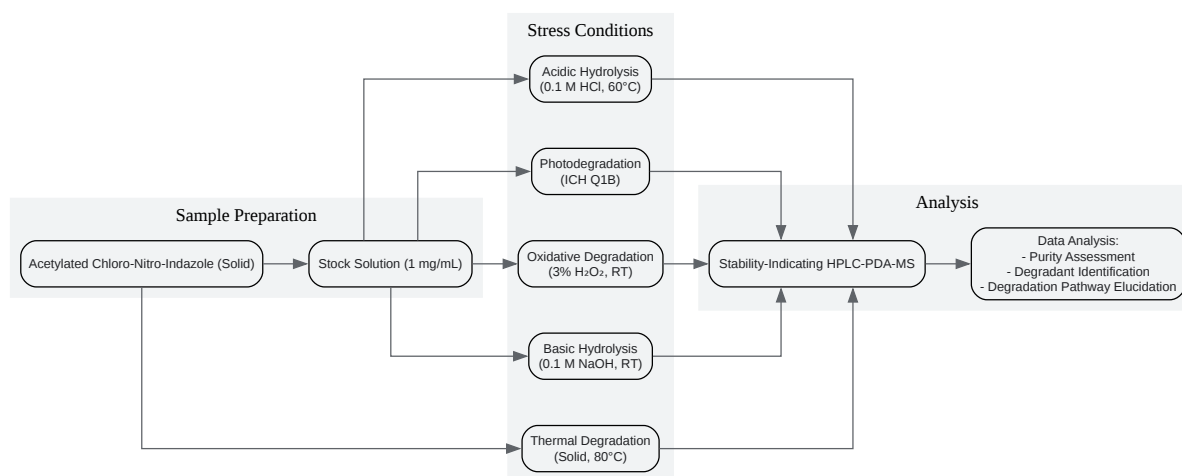 Stress Conditions
Acidic Hydrolysis
(0.1 M HCl, 60°C)
Photodegradation
(ICH Q1B)
Sample Preparation
Analysis
Acetylated Chloro-Nitro-Indazole (Solid)
Stock Solution (1 mg/mL)
Oxidative Degradation
(3% H₂O₂, RT)
Stability-Indicating HPLC-PDA-MS
Data Analysis:
- Purity Assessment
- Degradant Identification
- Degradation Pathway Elucidation
Basic Hydrolysis
(0.1 M NaOH, RT)
Thermal Degradation
(Solid, 80°C)